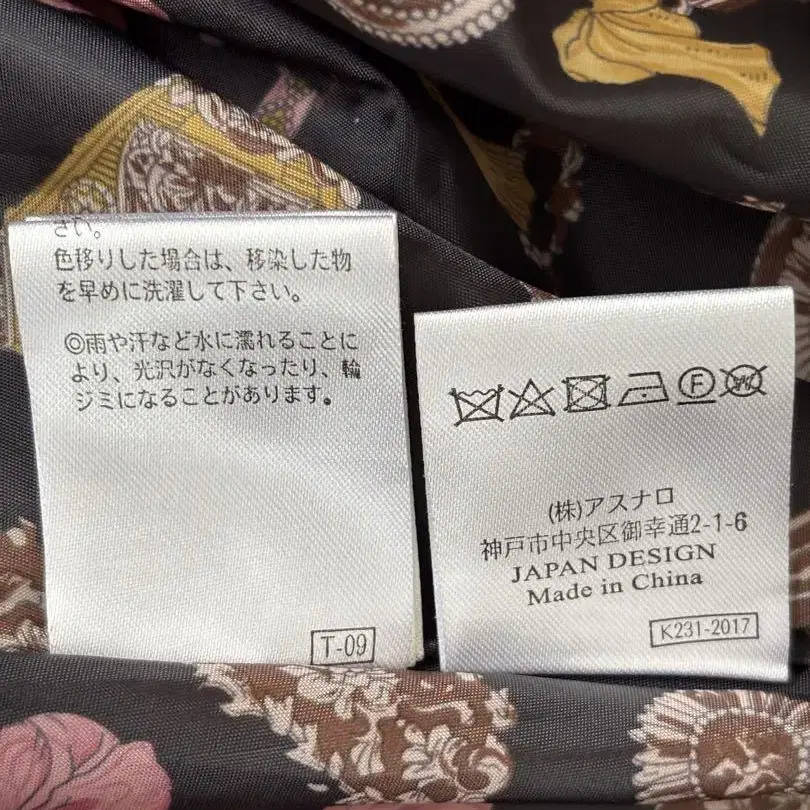 さい。
色移りした場合は、移染した物
を早めに洗濯して下さい。
◎雨や汗など水に濡れることに
より、光沢がなくなったり、輪
ジミになることがあります。
T-09
F
W
(株)アスナロ
神戸市中央区御幸通2-1-6
JAPAN DESIGN
Made in China
K231-2017